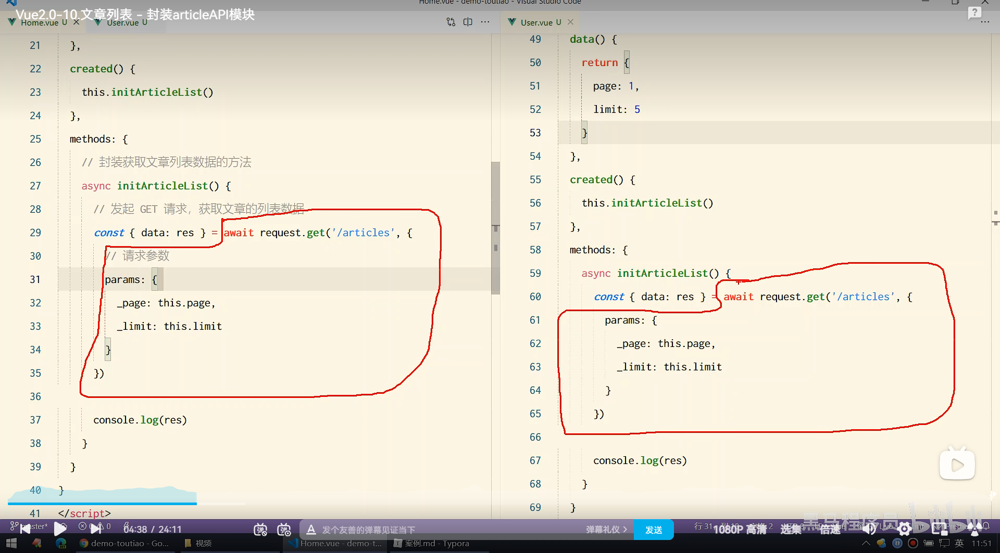 Home.vue - demo-toutiao - Visual Studio Code
Vue2.0-10.文章列表 - 封装articleAPI模块
Home.vue U
User.vue U
User.vue U
21 },
22 created() {
23 this.initArticleList()
24 },
25 methods: {
26 // 封装获取文章列表数据的方法
27 async initArticleList() {
28 // 发起 GET 请求，获取文章的列表数据
29 const { data: res } = await request.get('/articles', {
30 // 请求参数
31 params: {
32 _page: this.page,
33 _limit: this.limit
34 }
35 })
36
37 console.log(res)
38 }
39 }
40 }
41 </script>
49 data() {
50 return {
51 page: 1,
52 limit: 5
53 }
54 },
55 created() {
56 this.initArticleList()
57 },
58 methods: {
59 async initArticleList() {
60 const { data: res } = await request.get('/articles', {
61 params: {
62 _page: this.page,
63 _limit: this.limit
64 }
65 })
66
67 console.log(res)
68 }
69 }
黑马程序员
bilibili
04:38 / 24:11
弹
弹
发个友善的弹幕见证当下
弹幕礼仪 >
发送
行 31
1080P 高清
选集
倍速
demo-toutiao - Go...
视频
Home.vue - demo-t...
案例.md - Typora
英
11:51